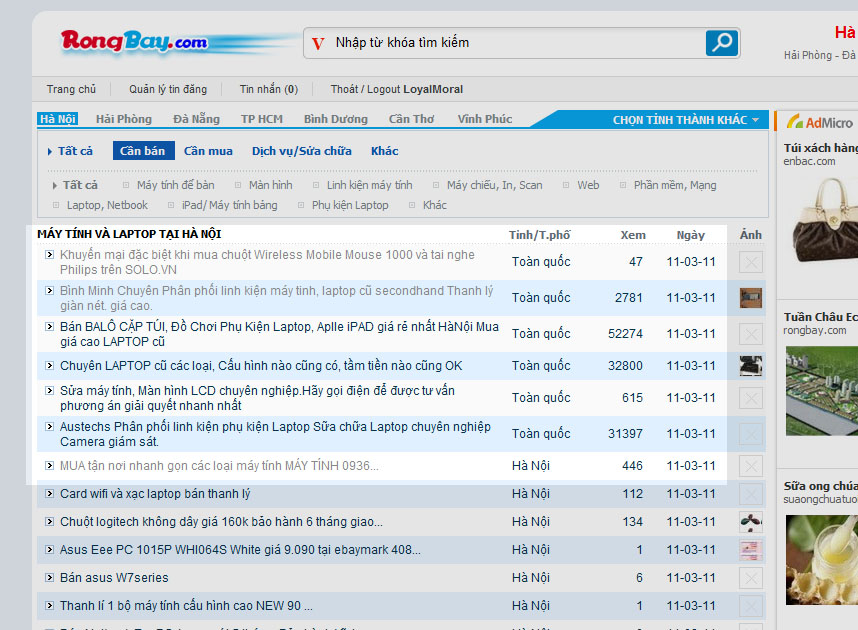 RongBay.com
V Nhập từ khóa tìm kiếm
Hà
Hải Phòng - Đà
Trang chủ Quản lý tin đăng Tin nhắn (0) Thoát / Logout LoyalMoral
Hà Nội Hải Phòng Đà Nẵng TP HCM Bình Dương Cần Thơ Vĩnh Phúc CHỌN TỈNH THÀNH KHÁC
AdMicro
Tất cả Cần bán Cần mua Dịch vụ/Sửa chữa Khác
Túi xách hàng
enbac.com
Tất cả Máy tính để bàn Màn hình Linh kiện máy tính Máy chiếu, In, Scan Web Phần mềm, Mạng
Laptop, Netbook iPad/ Máy tính bảng Phụ kiện Laptop Khác
MÁY TÍNH VÀ LAPTOP TẠI HÀ NỘI Tỉnh/T.phố Xem Ngày Ảnh
Khuyến mại đặc biệt khi mua chuột Wireless Mobile Mouse 1000 và tai nghe
Philips trên SOLO.VN
Toàn quốc 47 11-03-11
Bình Minh Chuyên Phân phối linh kiện máy tinh, laptop cũ secondhand Thanh lý
giàn nét. giá cao.
Toàn quốc 2781 11-03-11
Tuần Châu Ec
rongbay.com
Bán BALÔ CẶP TÚI, ĐỒ Chơi Phụ Kiện Laptop, Aplle iPAD giá rẻ nhất HàNội Mua
giá cao LAPTOP cũ
Toàn quốc 52274 11-03-11
Chuyên LAPTOP cũ các loại, Cấu hình nào cũng có, tầm tiền nào cũng OK Toàn quốc 32800 11-03-11
Sửa máy tính, Màn hình LCD chuyên nghiệp.Hãy gọi điện để được tư vấn
phương án giải quyết nhanh nhất
Toàn quốc 615 11-03-11
Austechs Phân phối linh kiện phụ kiện Laptop Sữa chữa Laptop chuyên nghiệp
Camera giám sát.
Toàn quốc 31397 11-03-11
MUA tận nơi nhanh gọn các loại máy tính MÁY TÍNH 0936... Hà Nội 446 11-03-11
Sữa ong chúa
suaongchuatuo
Card wifi và xạc laptop bán thanh lý Hà Nội 112 11-03-11
Chuột logitech không dây giá 160k bảo hành 6 tháng giao... Hà Nội 134 11-03-11
Asus Eee PC 1015P WHI064S White giá 9.090 tại ebaymark 408... Hà Nội 1 11-03-11
Bán asus W7series Hà Nội 6 11-03-11
Thanh lí 1 bộ máy tính cấu hình cao NEW 90 ... Hà Nội 1 11-03-11